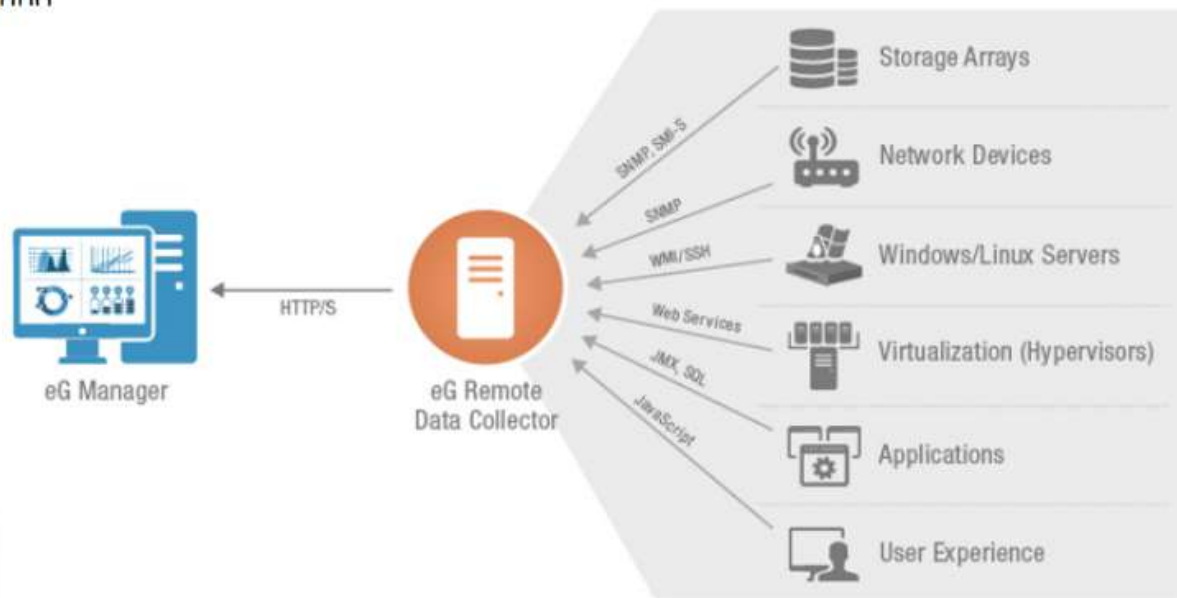 Storage Arrays
SNMP, SMI-S
Network Devices
SNMP
WMI/SSH
Windows/Linux Servers
HTTP/S
Web Services
Virtualization (Hypervisors)
eG Manager
eG Remote
Data Collector
JMX, SQL
JavaScript
Applications
User Experience